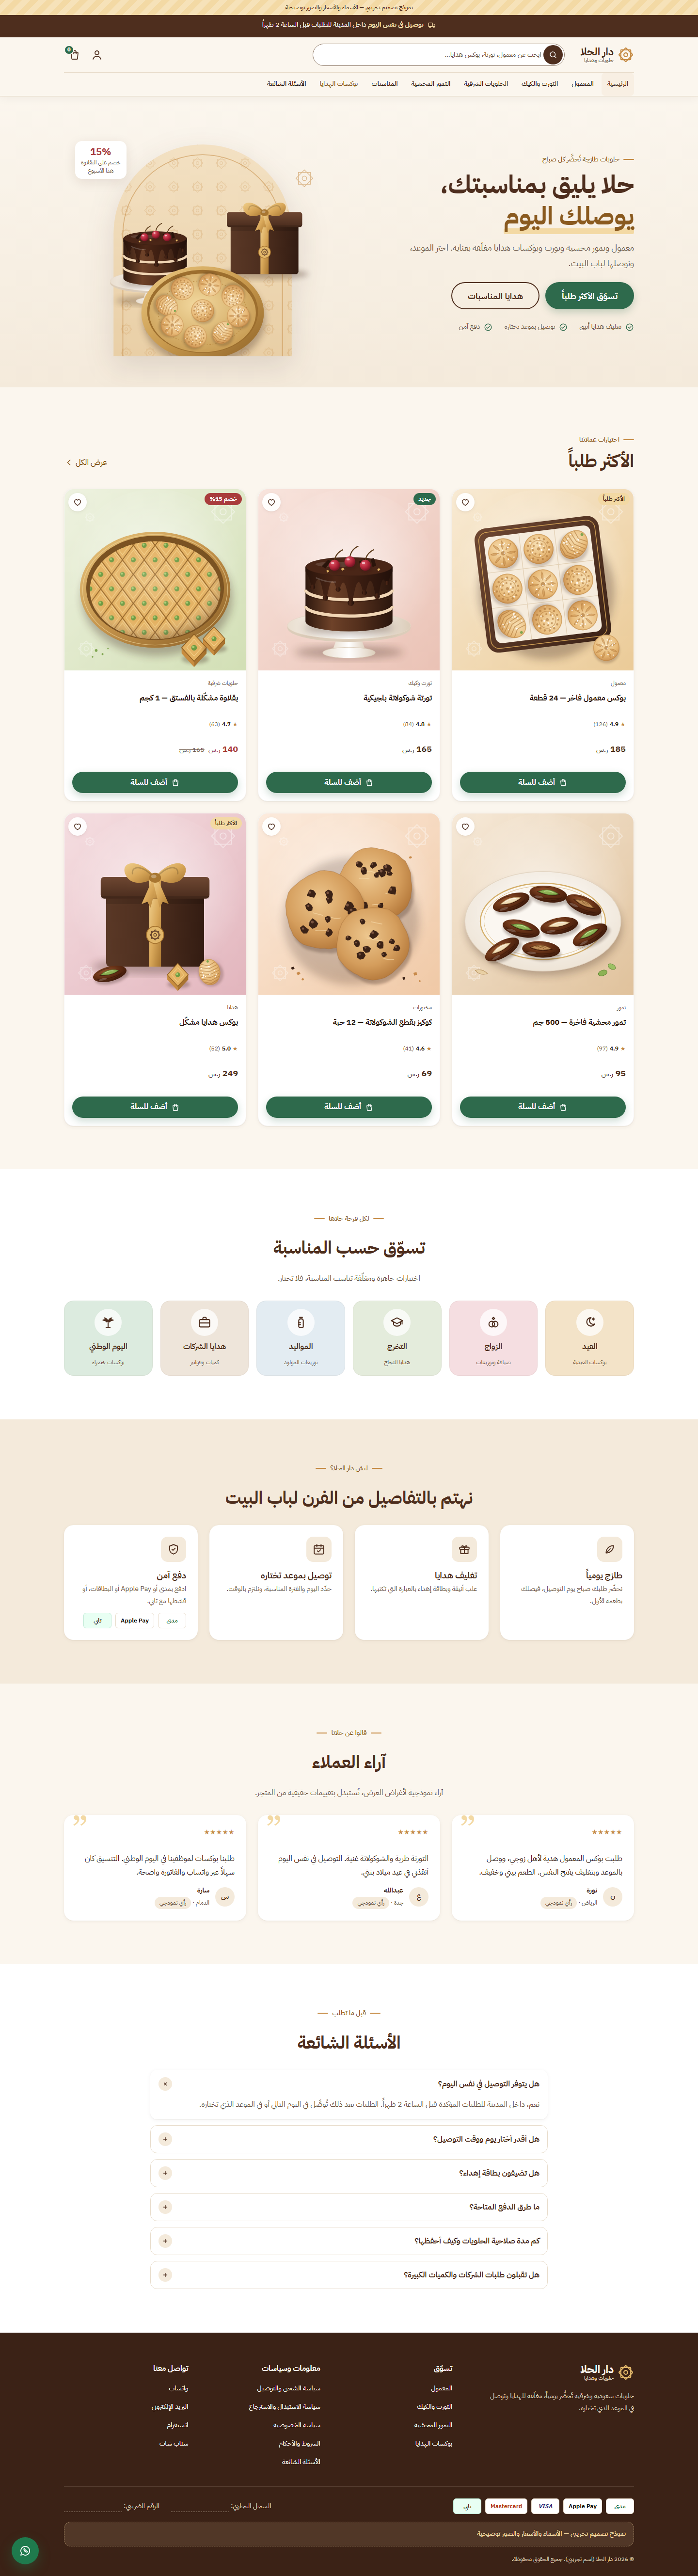 نموذج تصميم تجريبي — الأسماء والأسعار والصور توضيحية
توصيل في نفس اليوم داخل المدينة للطلبات قبل الساعة 2 ظهراً
دار الحلا
حلويات وهدايا
ابحث عن معمول، تورتة، بوكس هدايا...
0
الرئيسية
المعمول
التورت والكيك
الحلويات الشرقية
التمور المحشية
المناسبات
بوكسات الهدايا
الأسئلة الشائعة
حلويات طازجة تُحضَّر كل صباح
حلا يليق بمناسبتك،
يوصلك اليوم
معمول وتمور محشية وتورت وبوكسات هدايا مغلّفة بعناية. اختر الموعد،
ونوصلها لباب البيت.
تسوّق الأكثر طلباً
هدايا المناسبات
تغليف هدايا أنيق
توصيل بموعد تختاره
دفع آمن
15%
خصم على البقلاوة
هذا الأسبوع
اختيارات عملائنا
الأكثر طلباً
عرض الكل
الأكثر طلباً
معمول
بوكس معمول فاخر — 24 قطعة
★ 4.9 (126)
185 ر.س
أضف للسلة
جديد
تورت وكيك
تورتة شوكولاتة بلجيكية
★ 4.8 (84)
165 ر.س
أضف للسلة
خصم 15%
حلويات شرقية
بقلاوة مشكّلة بالفستق — 1 كجم
★ 4.7 (63)
140 ر.س 165 ر.س
أضف للسلة
تمور
تمور محشية فاخرة — 500 جم
★ 4.9 (97)
95 ر.س
أضف للسلة
مخبوزات
كوكيز بقطع الشوكولاتة — 12 حبة
★ 4.6 (41)
69 ر.س
أضف للسلة
الأكثر طلباً
هدايا
بوكس هدايا مشكّل
★ 5.0 (52)
249 ر.س
أضف للسلة
لكل فرحة حلاها
تسوّق حسب المناسبة
اختيارات جاهزة ومغلّفة تناسب المناسبة، فلا تحتار.
العيد
بوكسات العيدية
الزواج
ضيافة وتوزيعات
التخرج
هدايا النجاح
المواليد
توزيعات المولود
هدايا الشركات
كميات وفواتير
اليوم الوطني
بوكسات خضراء
ليش دار الحلا؟
نهتم بالتفاصيل من الفرن لباب البيت
طازج يومياً
نحضّر طلبك صباح يوم التوصيل، فيصلك
بطعمه الأول.
تغليف هدايا
علب أنيقة وبطاقة إهداء بالعبارة التي تكتبها.
توصيل بموعد تختاره
حدّد اليوم والفترة المناسبة، ونلتزم بالوقت.
دفع آمن
ادفع بمدى أو Apple Pay أو البطاقات، أو
قسّطها مع تابي.
مدى
Apple Pay
تابي
قالوا عن حلانا
آراء العملاء
آراء نموذجية لأغراض العرض، تُستبدل بتقييمات حقيقية من المتجر.
★★★★★
طلبت بوكس المعمول هدية لأهل زوجي، ووصل
بالموعد وبتغليف يفتح النفس. الطعم بيتي وخفيف.
ن
نورة
الرياض · رأي نموذجي
★★★★★
التورتة طرية والشوكولاتة غنية. التوصيل في نفس اليوم
أنقذني في عيد ميلاد بنتي.
ع
عبدالله
جدة · رأي نموذجي
★★★★★
طلبنا بوكسات لموظفينا في اليوم الوطني. التنسيق كان
سهلاً عبر واتساب والفاتورة واضحة.
س
سارة
الدمام · رأي نموذجي
قبل ما تطلب
الأسئلة الشائعة
هل يتوفر التوصيل في نفس اليوم؟
نعم، داخل المدينة للطلبات المؤكدة قبل الساعة 2 ظهراً. الطلبات بعد ذلك تُوصَّل في اليوم التالي أو في الموعد الذي تختاره.
هل أقدر أختار يوم ووقت التوصيل؟
هل تضيفون بطاقة إهداء؟
ما طرق الدفع المتاحة؟
كم مدة صلاحية الحلويات وكيف أحفظها؟
هل تقبلون طلبات الشركات والكميات الكبيرة؟
دار الحلا
حلويات وهدايا
حلويات سعودية وشرقية تُحضَّر يومياً، مغلّفة للهدايا وتوصل
في الموعد الذي تختاره.
تسوّق
المعمول
التورت والكيك
التمور المحشية
بوكسات الهدايا
معلومات وسياسات
سياسة الشحن والتوصيل
سياسة الاستبدال والاسترجاع
سياسة الخصوصية
الشروط والأحكام
الأسئلة الشائعة
تواصل معنا
واتساب
البريد الإلكتروني
انستقرام
سناب شات
مدى
Apple Pay
VISA
Mastercard
تابي
السجل التجاري:
الرقم الضريبي:
نموذج تصميم تجريبي — الأسماء والأسعار والصور توضيحية
© 2026 دار الحلا (اسم تجريبي). جميع الحقوق محفوظة.